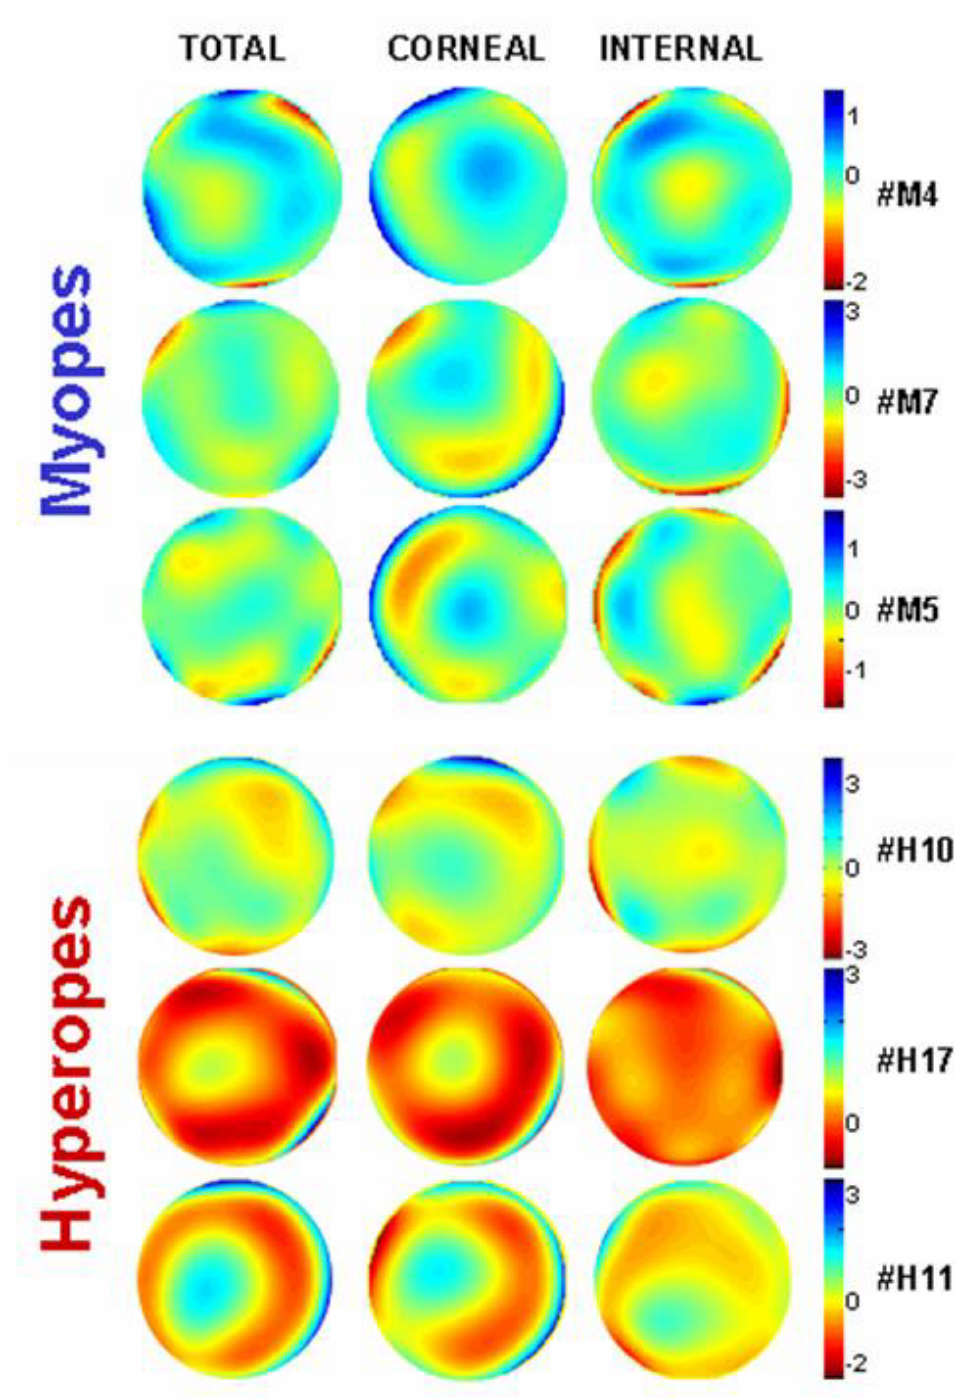 TOTAL CORNEAL INTERNAL
Myopes
1
0
-2
#M4
3
0
-3
#M7
1
0
-1
#M5
Hyperopes
3
0
-3
#H10
3
0
#H17
3
0
-2
#H11